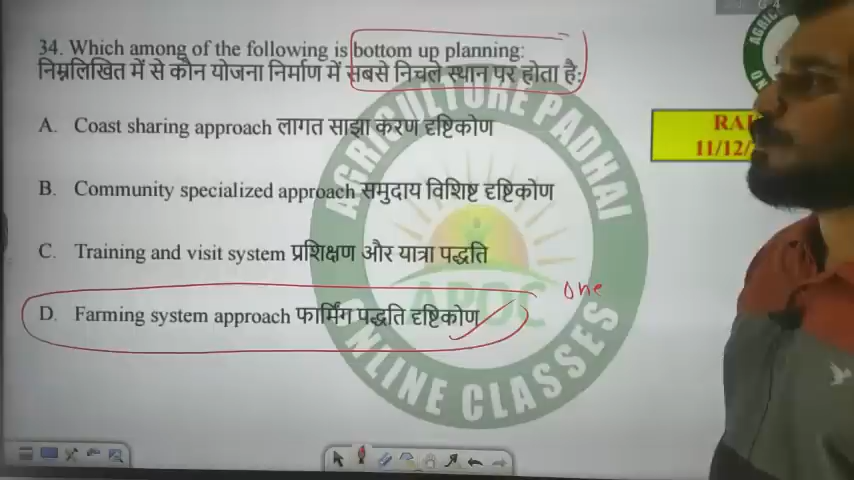 34. Which among of the following is bottom up planning:
निम्नलिखित में से कौन योजना निर्माण में सबसे निचले स्थान पर होता है:
A. Coast sharing approach लागत साझा करण दृष्टिकोण
B. Community specialized approach समुदाय विशिष्ट दृष्टिकोण
C. Training and visit system प्रशिक्षण और यात्रा पद्धति
D. Farming system approach फार्मिंग पद्धति दृष्टिकोण
one
AGRICULTURE PADHAI
APOC
ONLINE CLASSES
11/12/